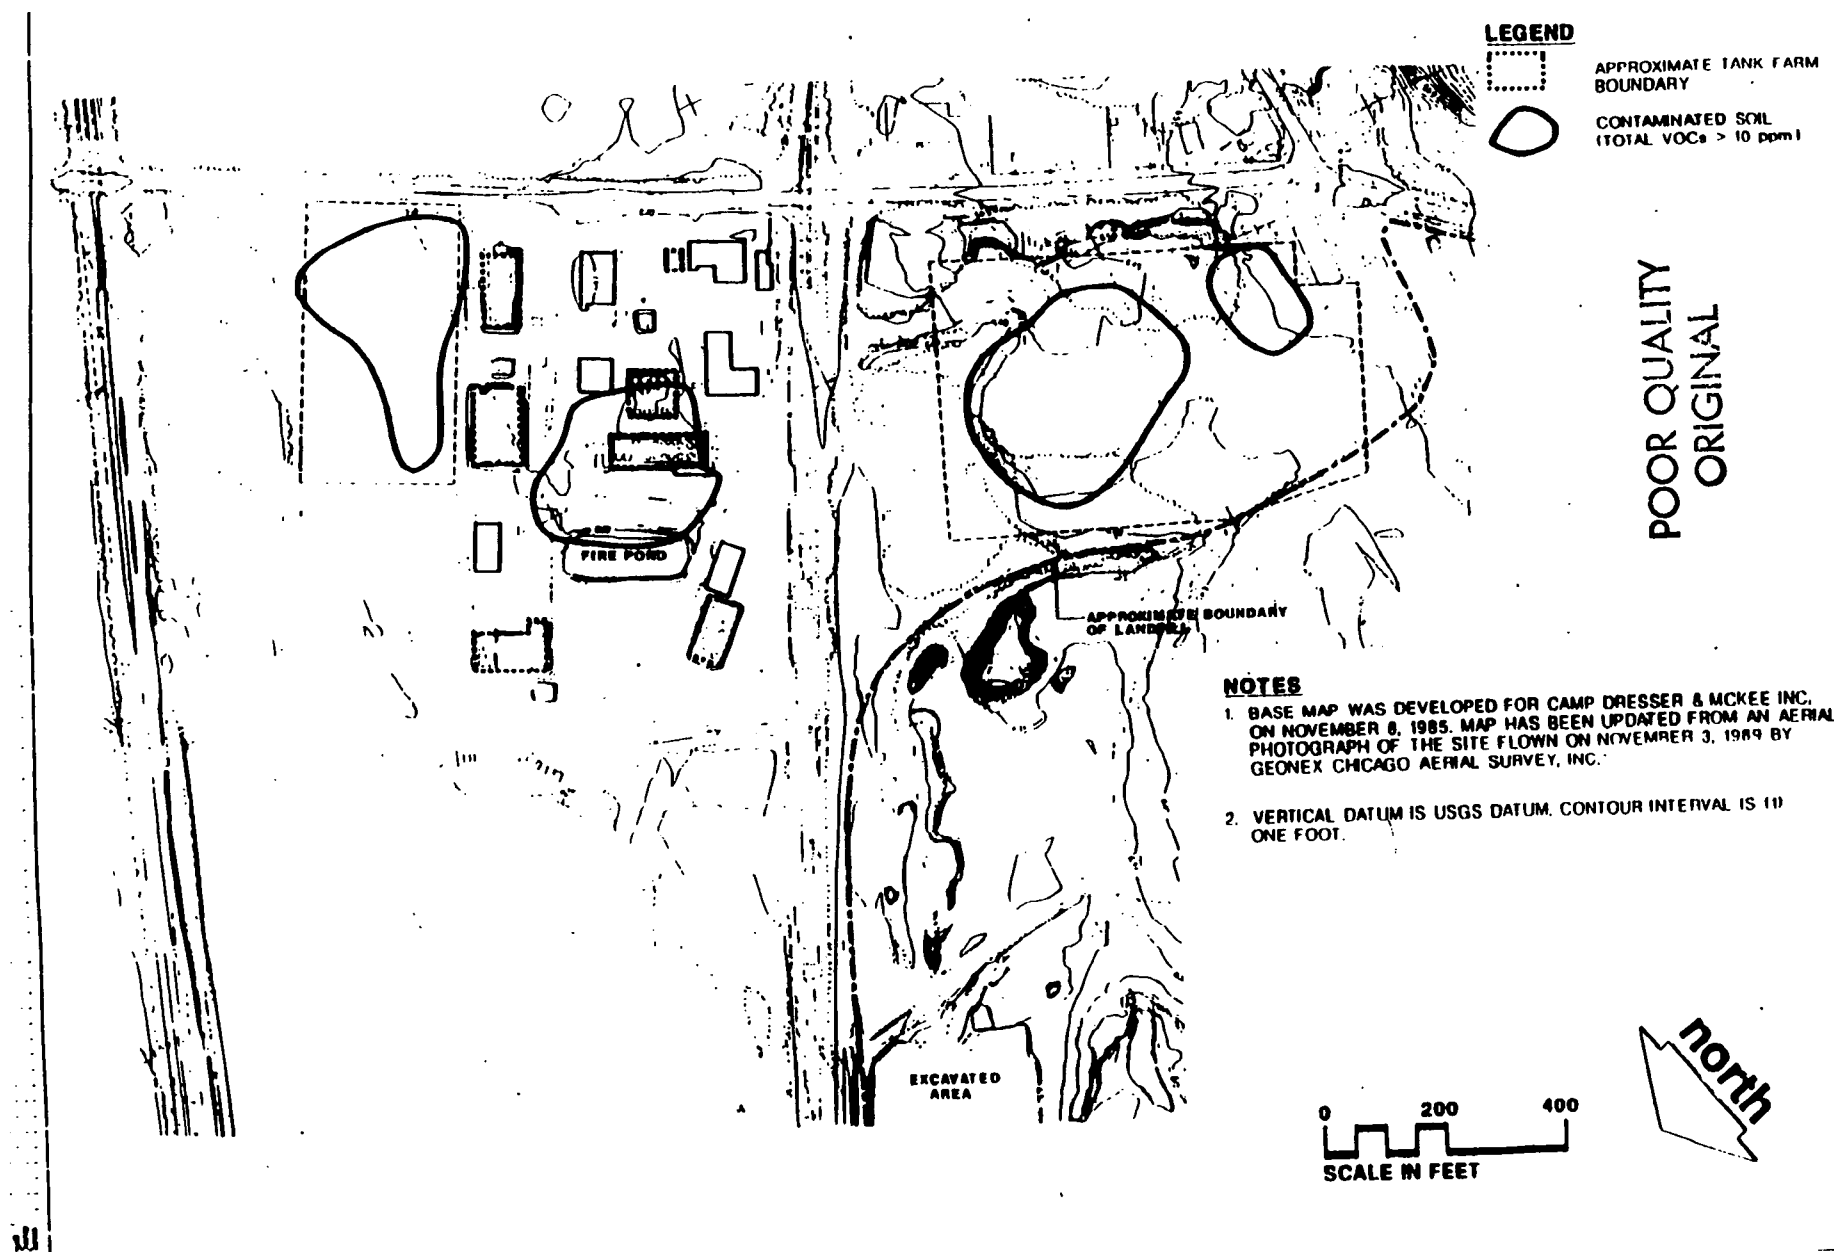 LEGEND
APPROXIMATE TANK FARM
BOUNDARY
CONTAMINATED SOIL
(TOTAL VOCs > 10 ppm)
POOR QUALITY
ORIGINAL
FIRE POND
APPROXIMATE BOUNDARY
OF LANDFILL
NOTES
1. BASE MAP WAS DEVELOPED FOR CAMP DRESSER & MCKEE INC.
ON NOVEMBER 8, 1985. MAP HAS BEEN UPDATED FROM AN AERIAL
PHOTOGRAPH OF THE SITE FLOWN ON NOVEMBER 3, 1989 BY
GEONEX CHICAGO AERIAL SURVEY, INC.
2. VERTICAL DATUM IS USGS DATUM. CONTOUR INTERVAL IS (1)
ONE FOOT.
EXCAVATED
AREA
0 200 400
SCALE IN FEET
north